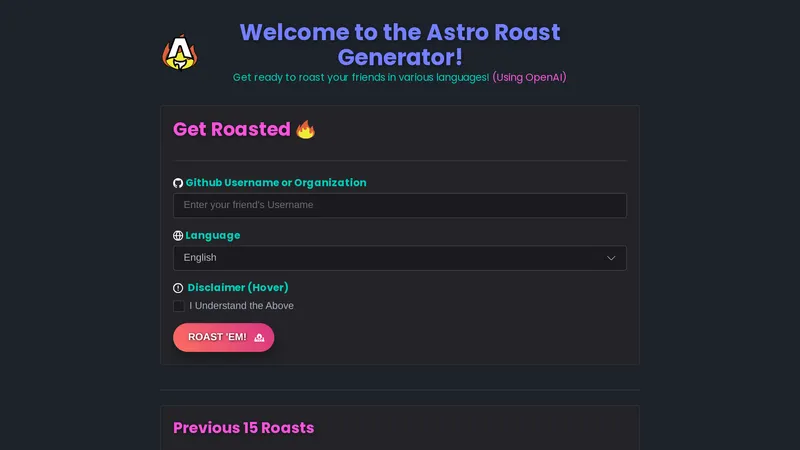 Welcome to the Astro Roast
Generator!
Get ready to roast your friends in various languages! (Using OpenAI)
Get Roasted 🔥
Github Username or Organization
Enter your friend's Username
Language
English
Disclaimer (Hover)
I Understand the Above
ROAST 'EM!
Previous 15 Roasts